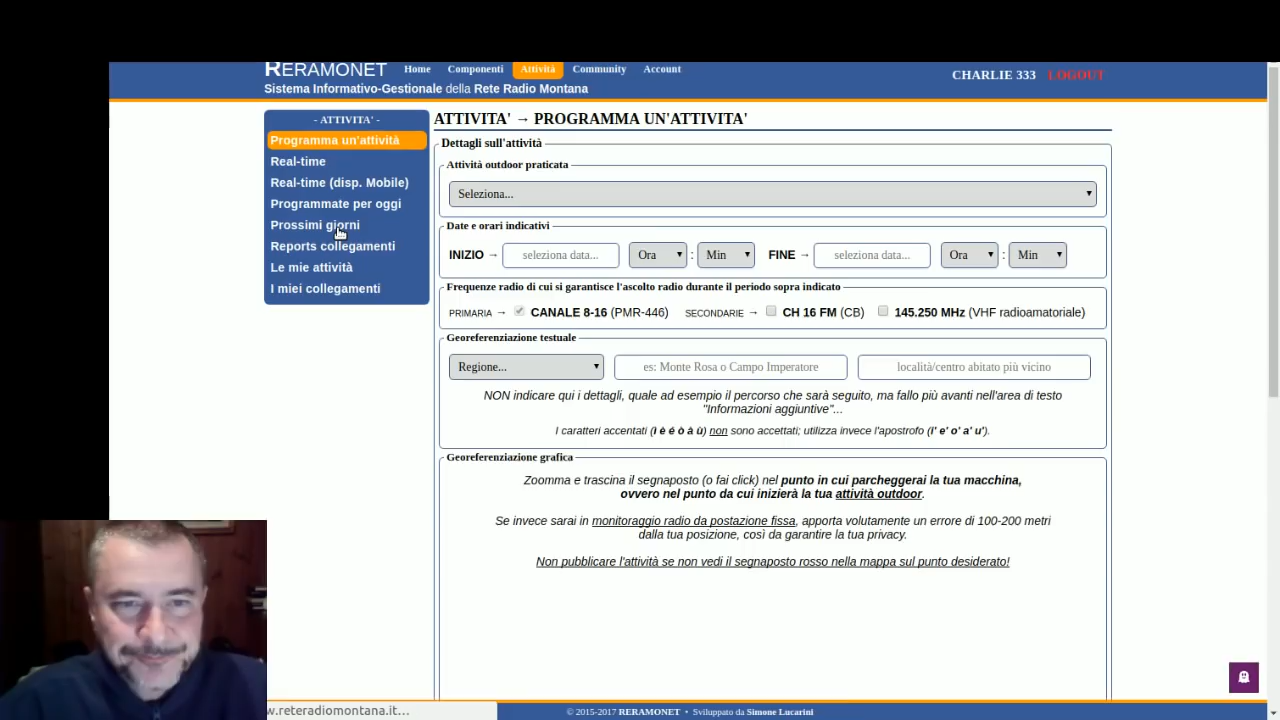 RERAMONET Home Componenti Attività Community Account
CHARLIE 333 LOGOUT
Sistema Informativo-Gestionale della Rete Radio Montana
- ATTIVITA' -
Programma un'attività
Real-time
Real-time (disp. Mobile)
Programmate per oggi
Prossimi giorni
Reports collegamenti
Le mie attività
I miei collegamenti
ATTIVITA' → PROGRAMMA UN'ATTIVITA'
Dettagli sull'attività
Attività outdoor praticata
Seleziona...
Date e orari indicativi
INIZIO → seleziona data... Ora : Min FINE → seleziona data... Ora : Min
Frequenze radio di cui si garantisce l'ascolto radio durante il periodo sopra indicato
PRIMARIA → CANALE 8-16 (PMR-446) SECONDARIE → CH 16 FM (CB) 145.250 MHz (VHF radioamatoriale)
Georeferenziazione testuale
Regione... es: Monte Rosa o Campo Imperatore località/centro abitato più vicino
NON indicare qui i dettagli, quale ad esempio il percorso che sarà seguito, ma fallo più avanti nell'area di testo
"Informazioni aggiuntive"...
I caratteri accentati (ì è é ò à ù) non sono accettati; utilizza invece l'apostrofo (i' e' o' a' u').
Georeferenziazione grafica
Zoomma e trascina il segnaposto (o fai click) nel punto in cui parcheggerai la tua macchina,
ovvero nel punto da cui inizierà la tua attività outdoor.
Se invece sarai in monitoraggio radio da postazione fissa, apporta volutamente un errore di 100-200 metri
dalla tua posizione, così da garantire la tua privacy.
Non pubblicare l'attività se non vedi il segnaposto rosso nella mappa sul punto desiderato!
w.reteradiomontana.it...
© 2015-2017 RERAMONET • Sviluppato da Simone Lucarini